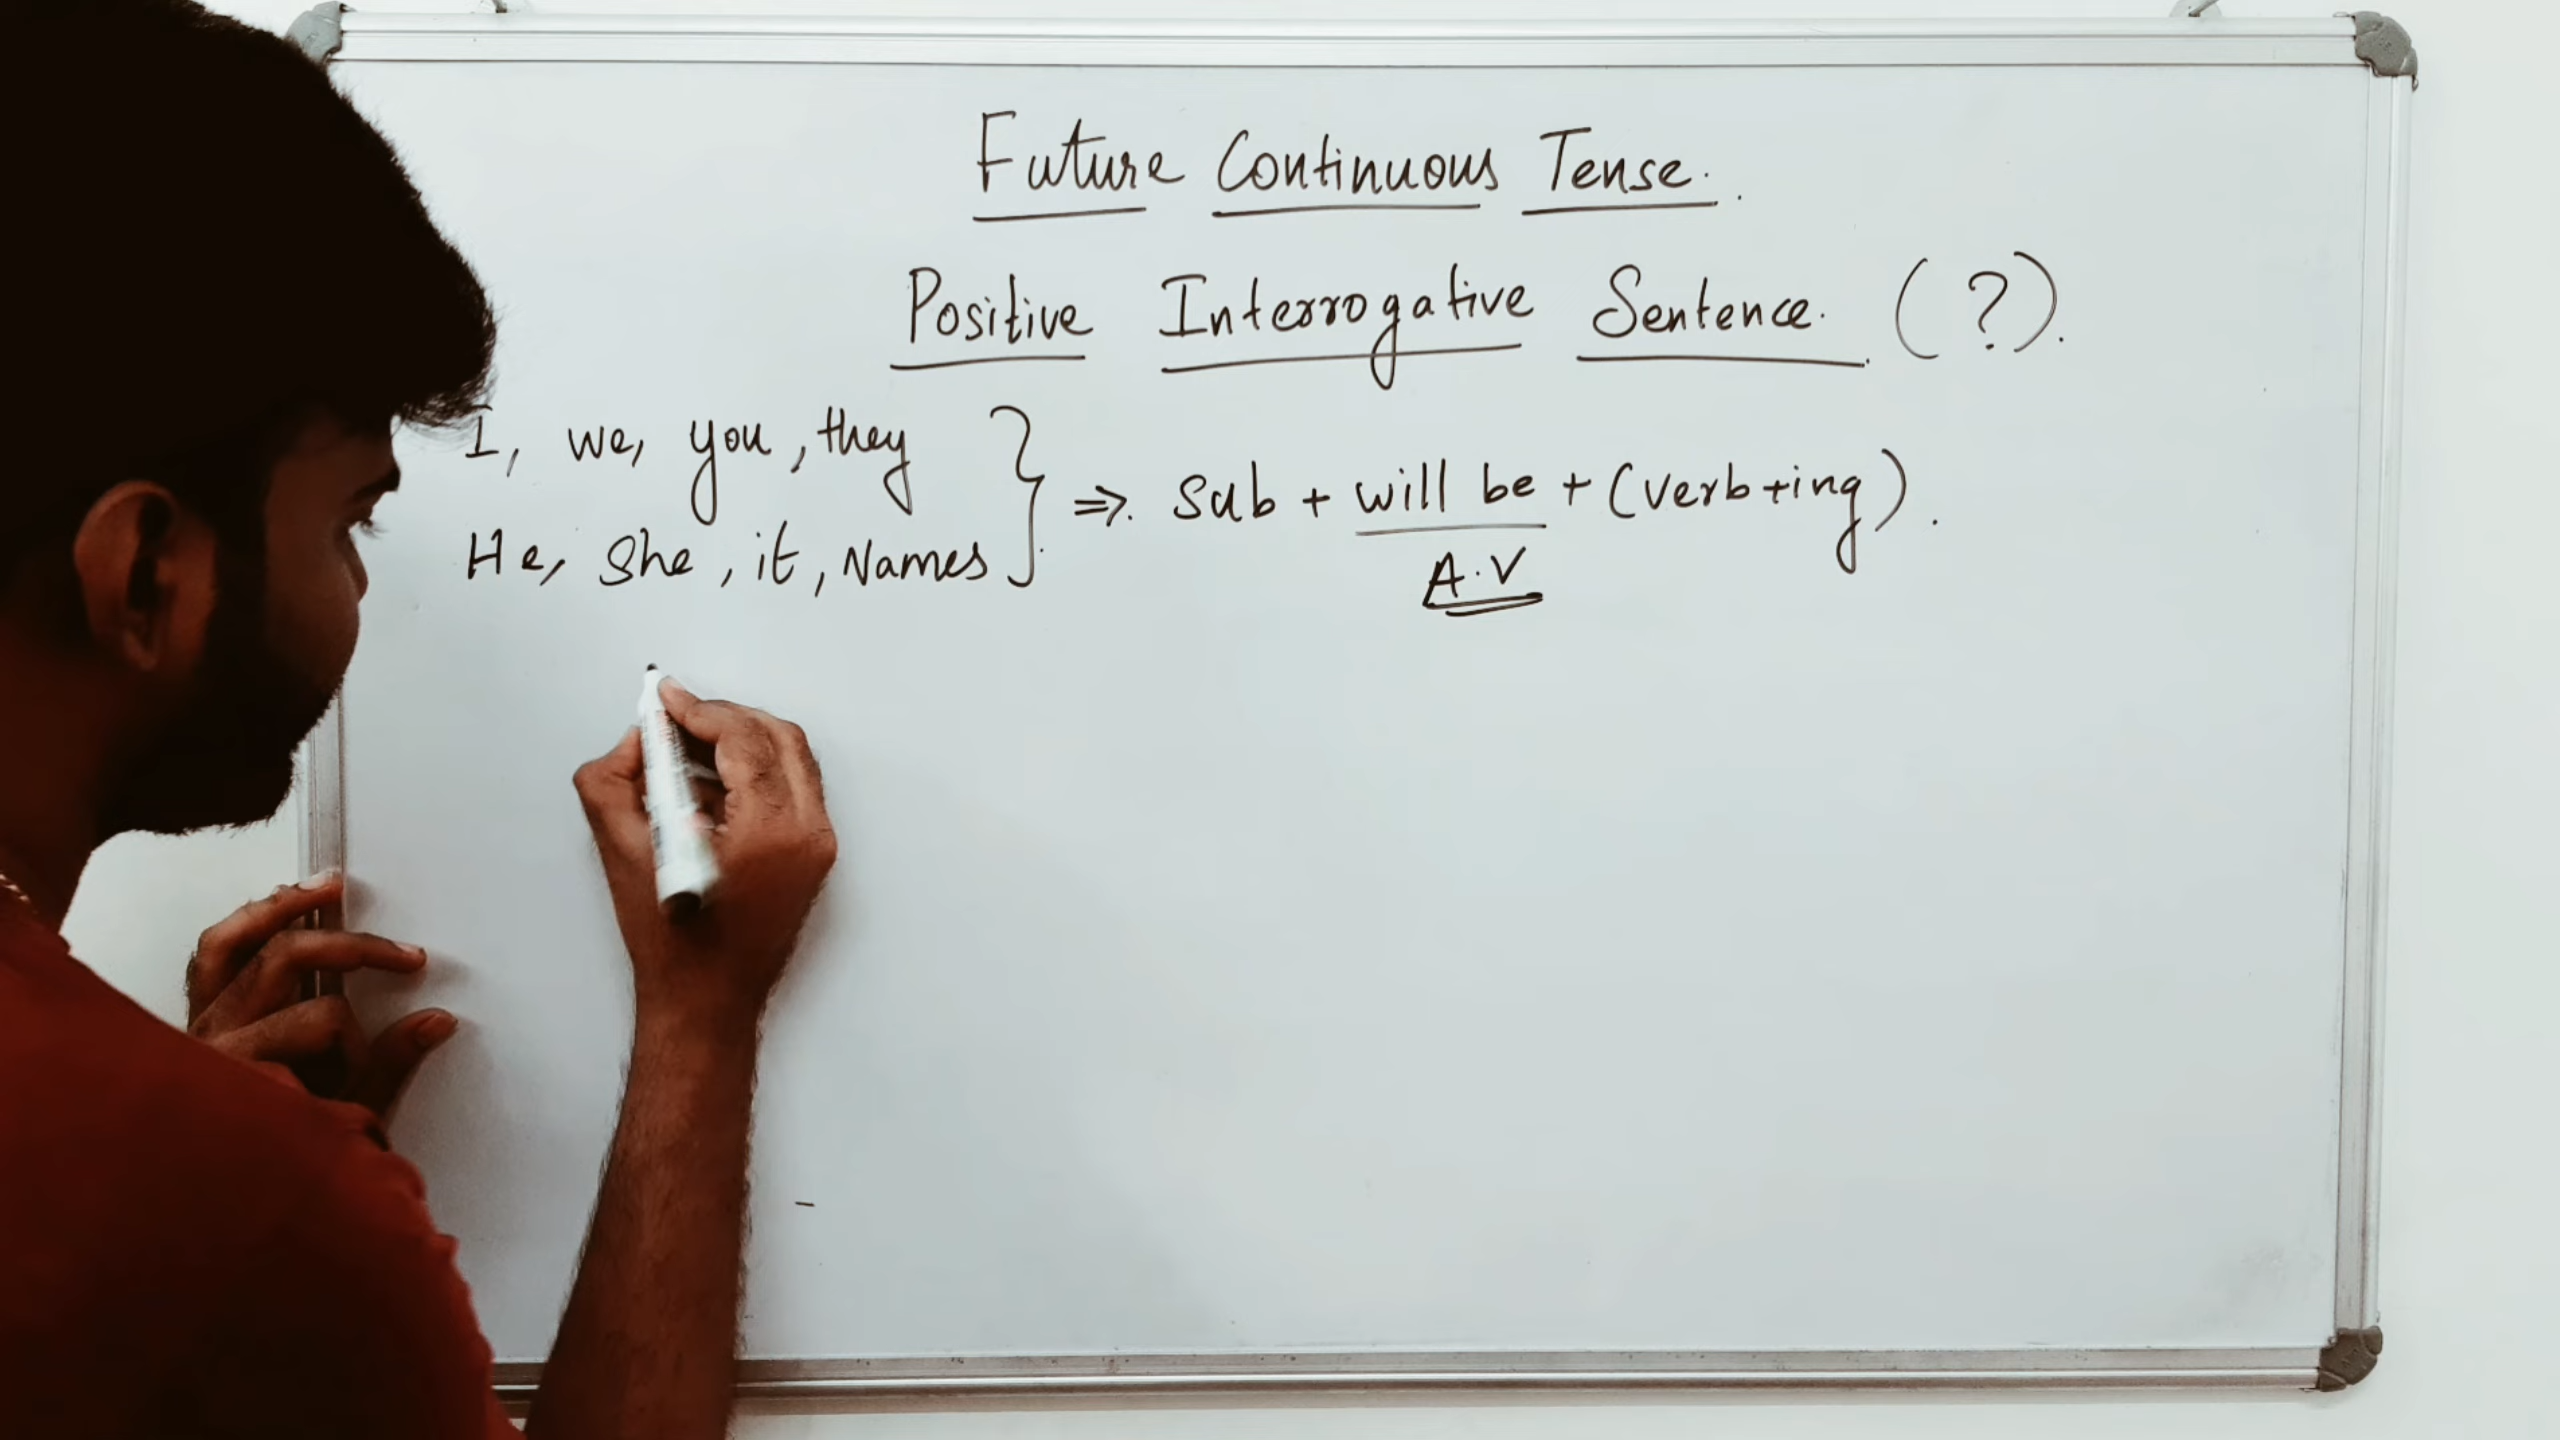 Future Continuous Tense.
Positive Interrogative Sentence. (?).
I, we, you, they
He, She, it, Names } ⇒ Sub + will be + (verb+ing).
A.V